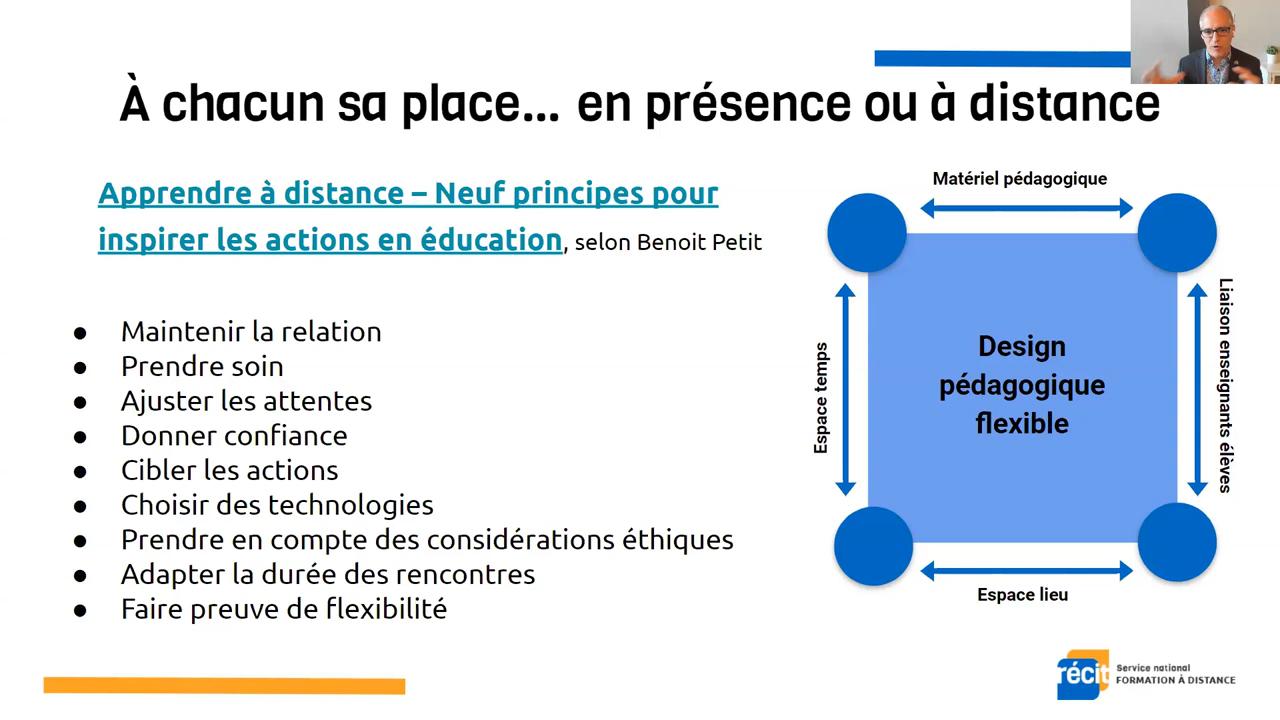 À chacun sa place... en présence ou à distance
Apprendre à distance – Neuf principes pour
inspirer les actions en éducation, selon Benoit Petit
● Maintenir la relation
● Prendre soin
● Ajuster les attentes
● Donner confiance
● Cibler les actions
● Choisir des technologies
● Prendre en compte des considérations éthiques
● Adapter la durée des rencontres
● Faire preuve de flexibilité
Matériel pédagogique
Espace temps
Design
pédagogique
flexible
Liaison enseignants élèves
Espace lieu
récit
Service national
FORMATION À DISTANCE